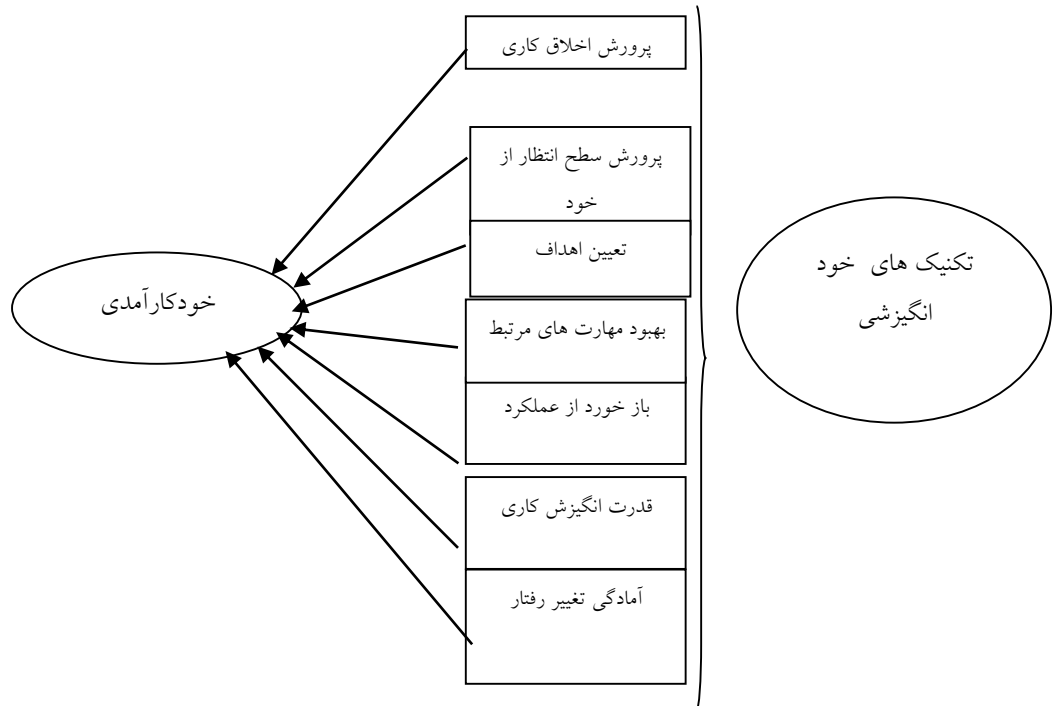 پرورش اخلاق کاری
پرورش سطح انتظار از
خود
تعیین اهداف
بهبود مهارت های مرتبط
باز خورد از عملکرد
قدرت انگیزش کاری
آمادگی تغییر رفتار
تکنیک های خود
انگیزشی
خودکارآمدی